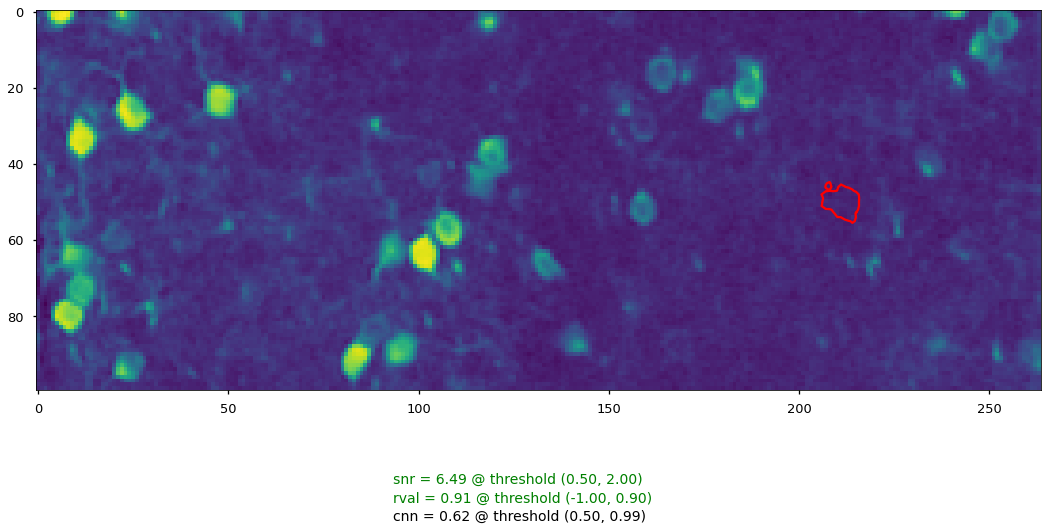 0
20
40
60
80
0 50 100 150 200 250
snr = 6.49 @ threshold (0.50, 2.00)
rval = 0.91 @ threshold (-1.00, 0.90)
cnn = 0.62 @ threshold (0.50, 0.99)